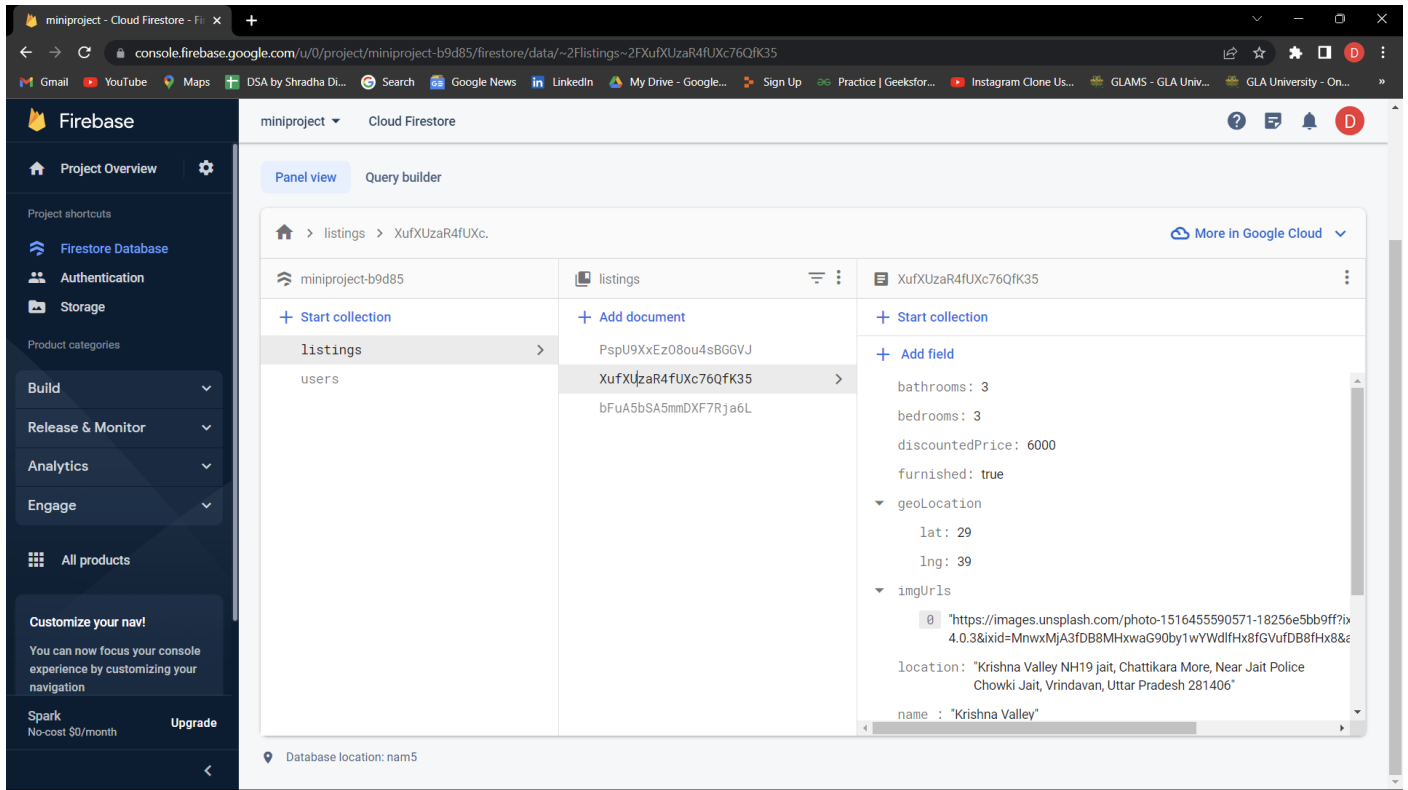 miniproject - Cloud Firestore - Fi
console.firebase.google.com/u/0/project/miniproject-b9d85/firestore/data/~2Flistings~2FXufXUzaR4fUXc76QfK35
D
Gmail YouTube Maps DSA by Shradha Di... Search Google News LinkedIn My Drive - Google... Sign Up Practice | Geeksfor... Instagram Clone Us... GLAMS - GLA Univ... GLA University - On... »
Firebase
miniproject Cloud Firestore
D
Project Overview
Panel view Query builder
Project shortcuts
Firestore Database
Authentication
Storage
Product categories
Build
Release & Monitor
Analytics
Engage
All products
Customize your nav!
You can now focus your console
experience by customizing your
navigation
Spark
No-cost $0/month
Upgrade
listings > XufXUzaR4fUXc.
More in Google Cloud
miniproject-b9d85
+ Start collection
listings
users
listings
+ Add document
PspU9XxEzO8ou4sBGGVJ
XufXUzaR4fUXc76QfK35
bFuA5bSA5mmDXF7Rja6L
XufXUzaR4fUXc76QfK35
+ Start collection
+ Add field
bathrooms: 3
bedrooms: 3
discountedPrice: 6000
furnished: true
geoLocation
lat: 29
lng: 39
imgUrls
0 "https://images.unsplash.com/photo-1516455590571-18256e5bb9ff?ix
4.0.3&ixid=MnwxMjA3fDB8MHxwaG90by1wYWdlfHx8fGVufDB8fHx8&a
location: "Krishna Valley NH19 jait, Chattikara More, Near Jait Police
Chowki Jait, Vrindavan, Uttar Pradesh 281406"
name : "Krishna Valley"
Database location: nam5